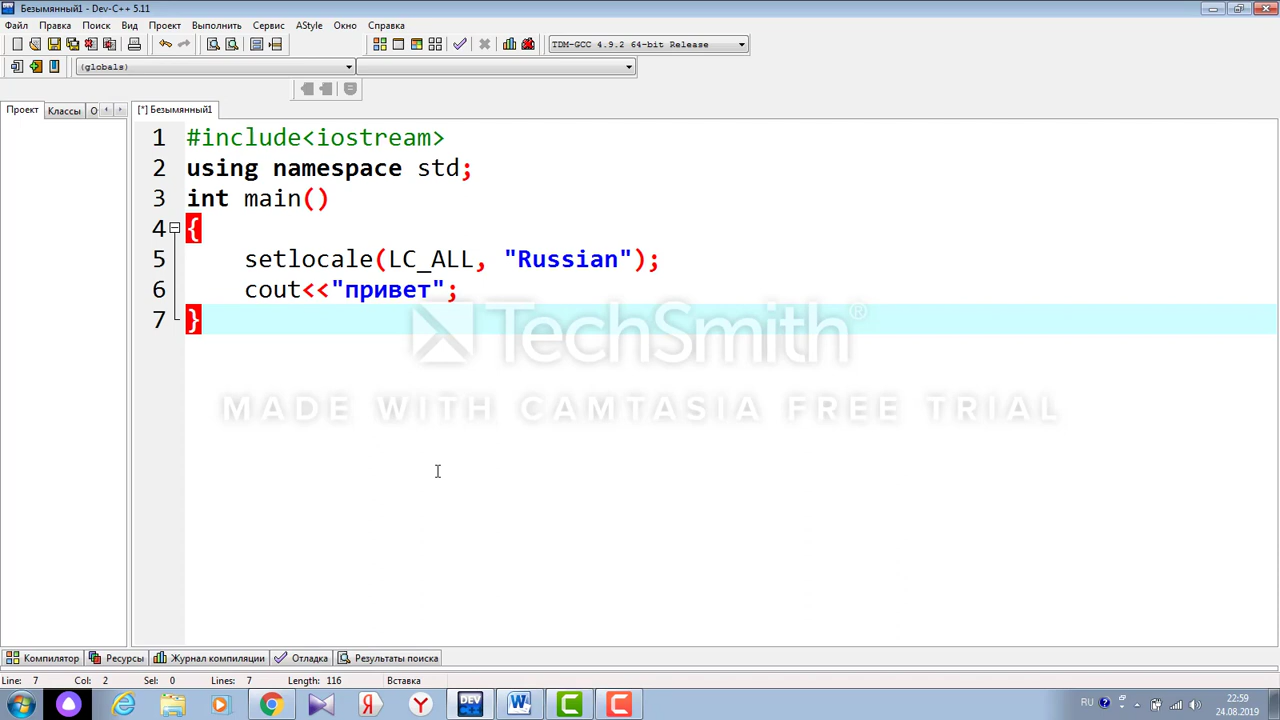 Безымянный1 - Dev-C++ 5.11
Файл Правка Поиск Вид Проект Выполнить Сервис AStyle Окно Справка
TDM-GCC 4.9.2 64-bit Release
(globals)
Проект Классы О
[*] Безымянный1
1 #include<iostream>
2 using namespace std;
3 int main()
4 {
5 setlocale(LC_ALL, "Russian");
6 cout<<"привет";
7 }
TechSmith®
MADE WITH CAMTASIA FREE TRIAL
Компилятор Ресурсы Журнал компиляции Отладка Результаты поиска
Line: 7 Col: 2 Sel: 0 Lines: 7 Length: 116 Вставка
RU 22:59
24.08.2019